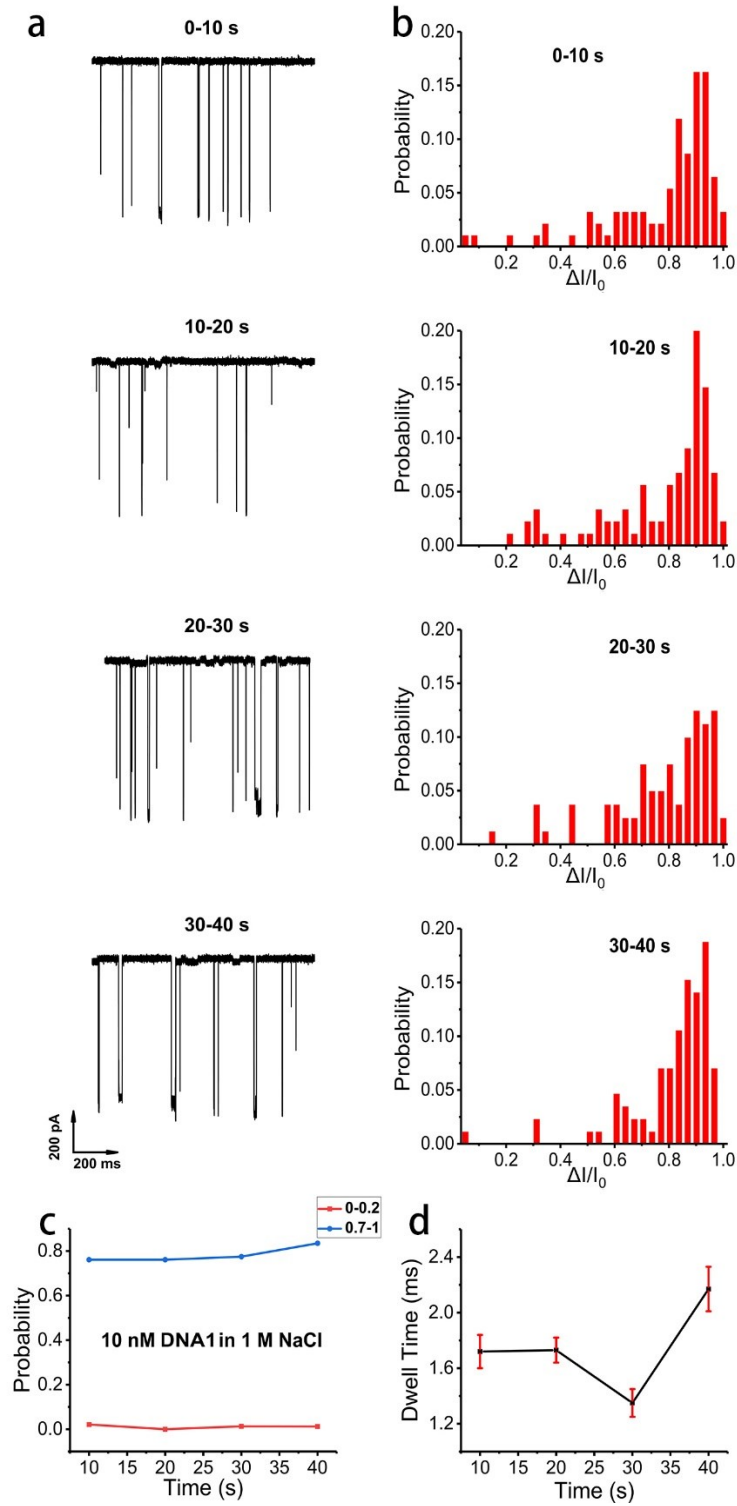 a
0-10 s
10-20 s
20-30 s
30-40 s
200 pA
200 ms
b
0-10 s
Probability
0.20
0.15
0.10
0.05
0.00
0.2 0.4 0.6 0.8 1.0
ΔI/I₀
10-20 s
Probability
0.20
0.15
0.10
0.05
0.00
0.2 0.4 0.6 0.8 1.0
ΔI/I₀
20-30 s
Probability
0.20
0.15
0.10
0.05
0.00
0.2 0.4 0.6 0.8 1.0
ΔI/I₀
30-40 s
Probability
0.20
0.15
0.10
0.05
0.00
0.2 0.4 0.6 0.8 1.0
ΔI/I₀
c
0-0.2
0.7-1
Probability
0.8
0.6
0.4
0.2
0.0
10 nM DNA1 in 1 M NaCl
10 15 20 25 30 35 40
Time (s)
d
Dwell Time (ms)
2.4
2.0
1.6
1.2
10 15 20 25 30 35 40
Time (s)